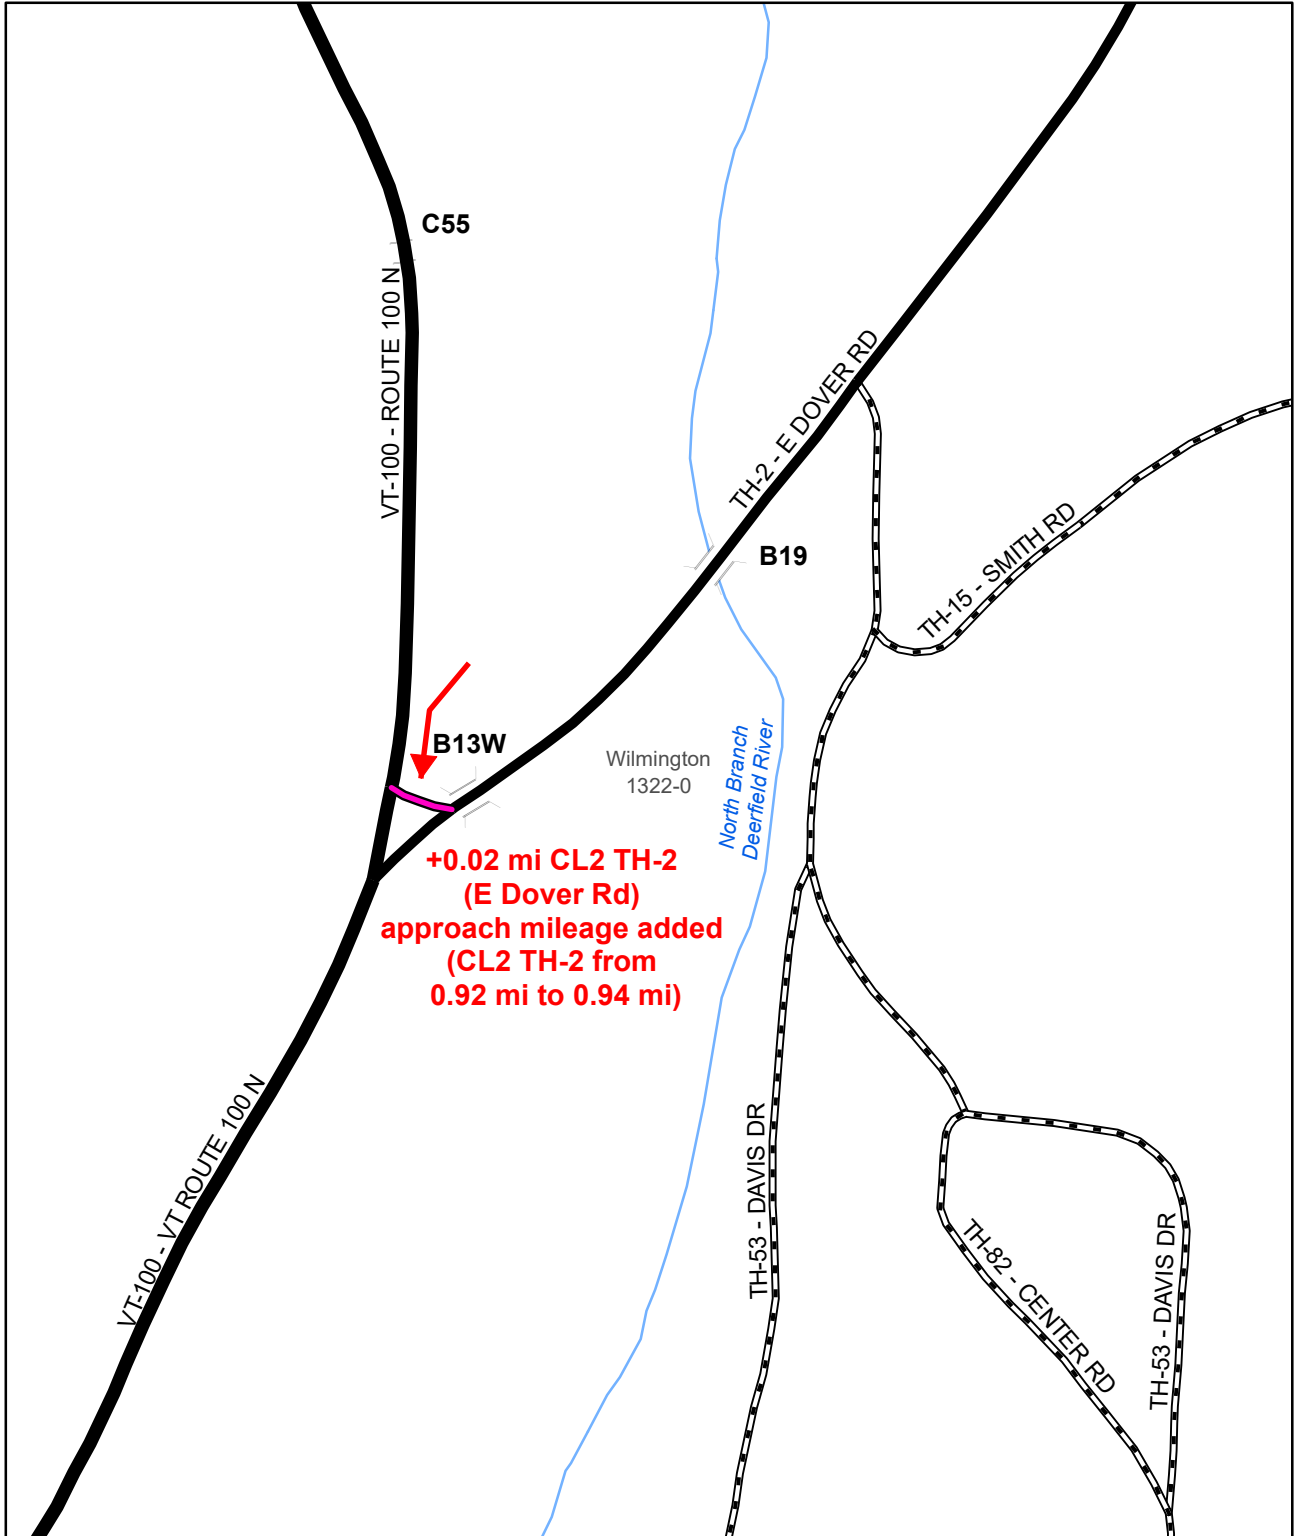 C55
VT-100 - ROUTE 100 N
TH-2 - E DOVER RD
B19
TH-15 - SMITH RD
B13W
Wilmington
1322-0
North Branch
Deerfield River
+0.02 mi CL2 TH-2
(E Dover Rd)
approach mileage added
(CL2 TH-2 from
0.92 mi to 0.94 mi)
VT-100 - VT ROUTE 100 N
TH-53 - DAVIS DR
TH-82 - CENTER RD
TH-53 - DAVIS DR